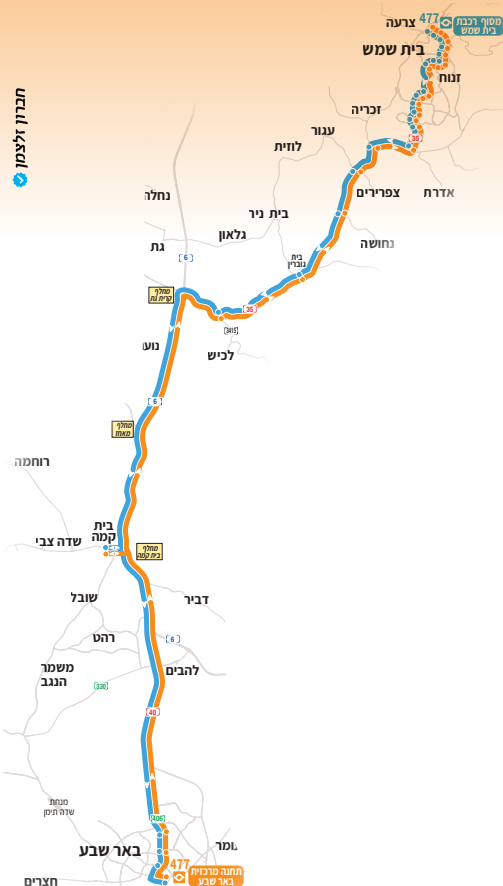 מסוף רכבת
בית שמש
477
צרעה
בית שמש
זנוח
חברון זלצמן
זכריה
עגור
35
לוזית
צפרירים
אדרת
נחלה
בית ניר
גלאון
נחושה
גת
6
בית
גוברין
מחלף
קרית גת
35
3415
נועם
לכיש
6
מחלף
מאחז
רוחמה
בית
קמה
שדה צבי
מחלף
בית קמה
שובל
דביר
רהט
6
להבים
משמר
הנגב
330
40
מנחת
שדה תימן
406
באר שבע
עומר
477
תחנה מרכזית
באר שבע
חצרים